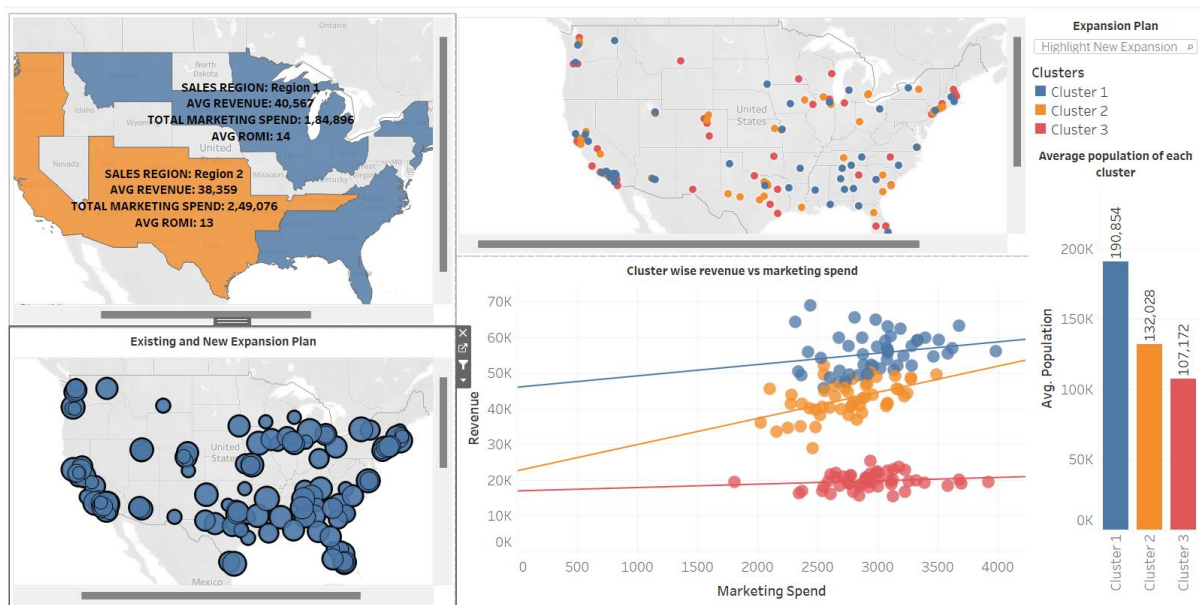 Ontario
North
Dakota
Montana
SALES REGION: Region 1
AVG REVENUE: 40,567
Idaho
TOTAL MARKETING SPEND: 1,84,896
AVG ROMI: 14
United
Nevada
Missouri
SALES REGION: Region 2
AVG REVENUE: 38,359
TOTAL MARKETING SPEND: 2,49,076
AVG ROMI: 13
United
States
Expansion Plan
Highlight New Expansion
Clusters
Cluster 1
Cluster 2
Cluster 3
Average population of each
cluster
200K
150K
100K
50K
0K
Avg. Population
190,854
132,028
107,172
Cluster 1
Cluster 2
Cluster 3
Existing and New Expansion Plan
United
States
Mexico
Cluster wise revenue vs marketing spend
70K
60K
50K
40K
30K
20K
10K
0K
Revenue
0 500 1000 1500 2000 2500 3000 3500 4000
Marketing Spend